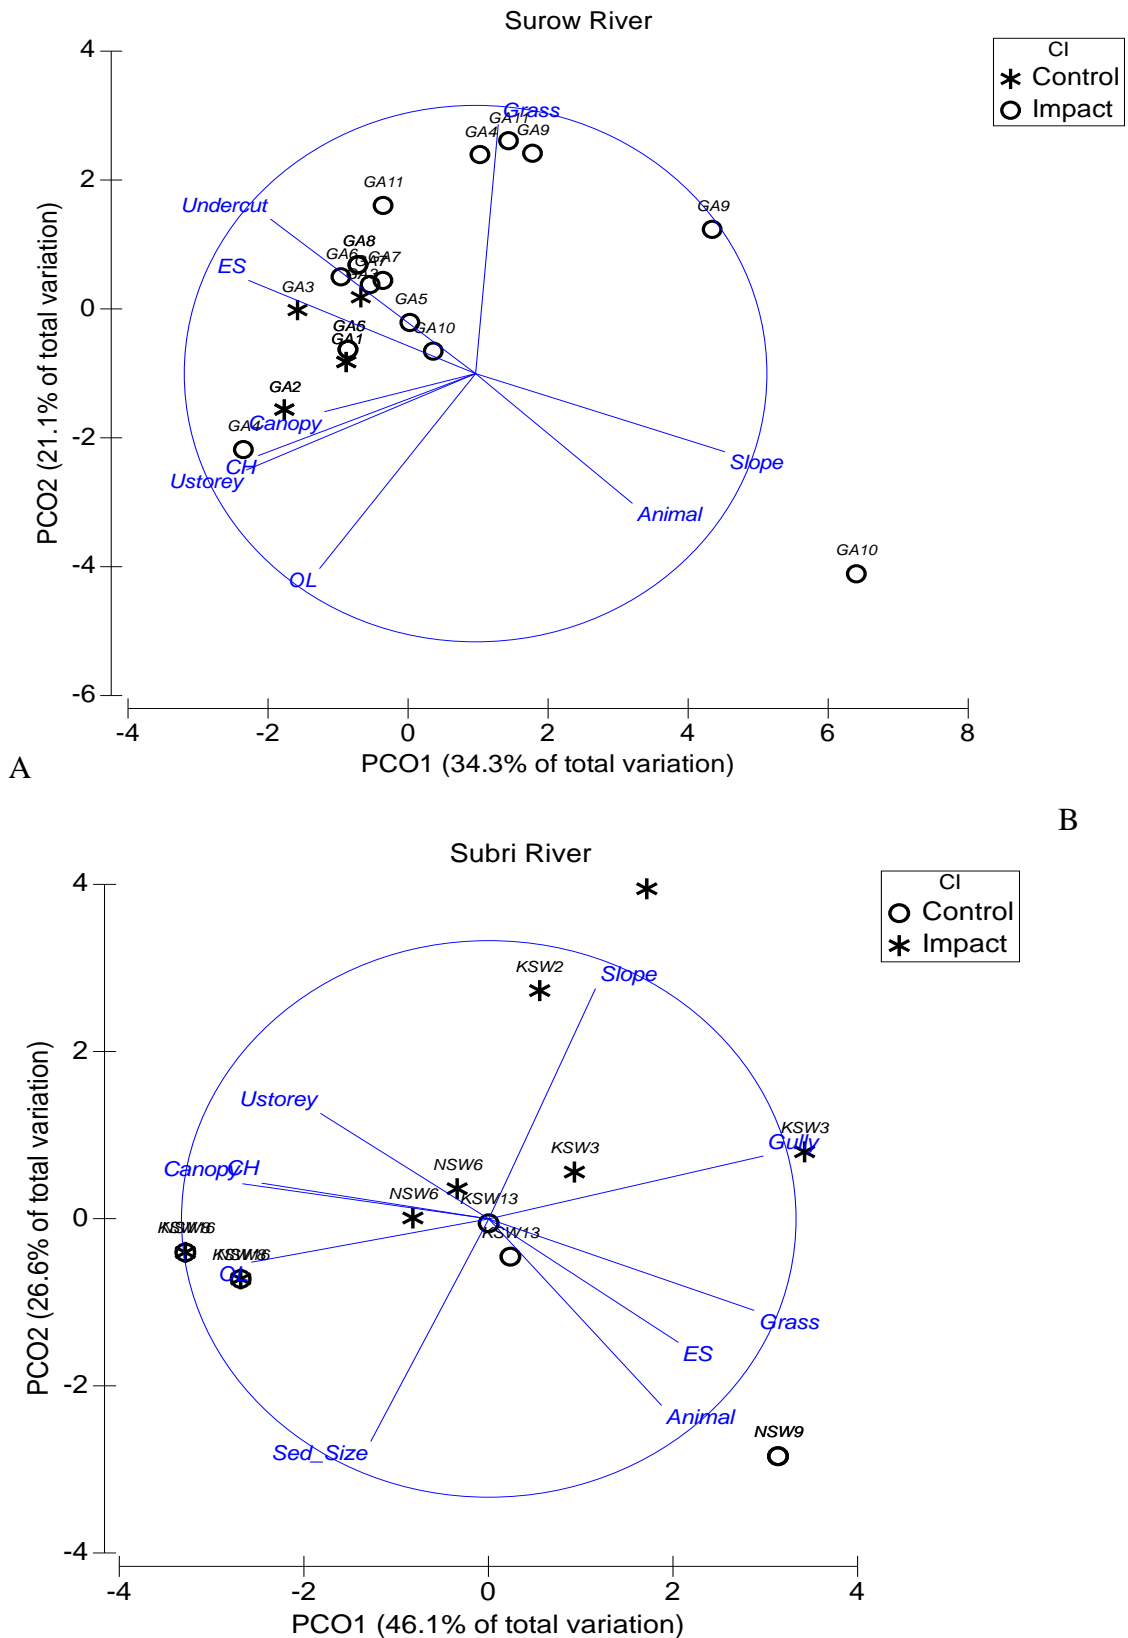 Surow River
CI
Control
Impact
4
2
0
-2
-4
-6
PCO2 (21.1% of total variation)
Grass
GA11
GA4
GA9
GA11
GA9
Undercut
GA8
GA6
GA7
GA7
ES
GA3
GA3
GA5
GA10
GA1
GA2
Canopy
GA4
CH
Ustorey
Slope
Animal
OL
GA10
-4
-2
0
2
4
6
8
PCO1 (34.3% of total variation)
A
B
Subri River
CI
Control
Impact
4
2
0
-2
-4
PCO2 (26.6% of total variation)
KSW2
Slope
Ustorey
KSW3
Gully
KSW3
Canopy
CH
NSW6
NSW6
KSW13
KSW13
Grass
ES
Animal
NSW9
Sed_Size
-4
-2
0
2
4
PCO1 (46.1% of total variation)